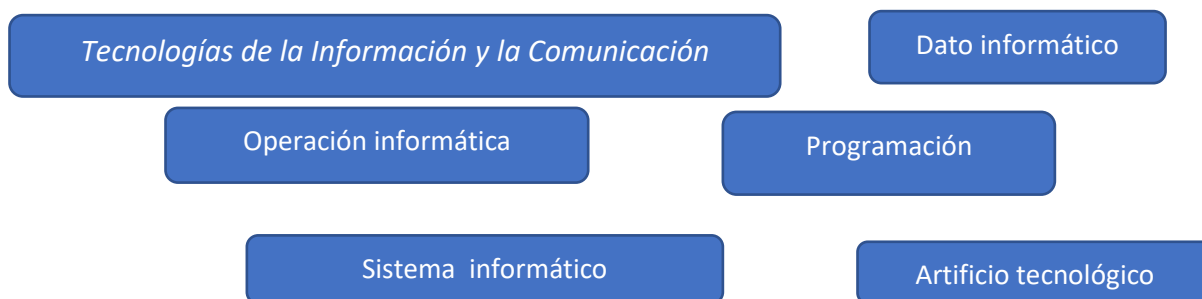 Tecnologías de la Información y la Comunicación
Dato informático
Operación informática
Programación
Sistema informático
Artificio tecnológico